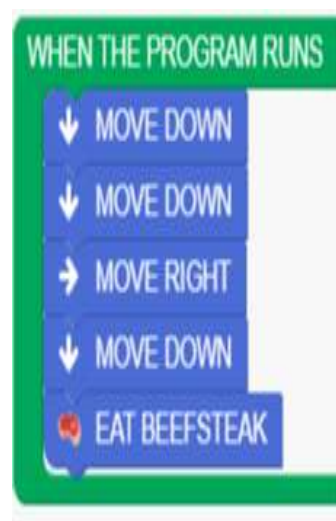 WHEN THE PROGRAM RUNS
MOVE DOWN
MOVE DOWN
MOVE RIGHT
MOVE DOWN
EAT BEEFSTEAK